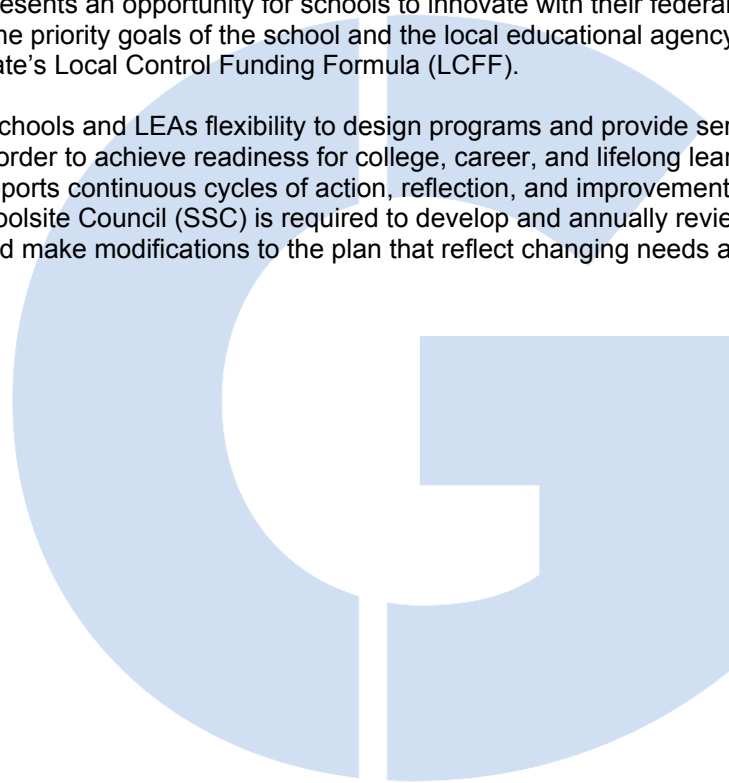 esents an opportunity for schools to innovate with their federal
he priority goals of the school and the local educational agency
ate's Local Control Funding Formula (LCFF).
chools and LEAs flexibility to design programs and provide ser
order to achieve readiness for college, career, and lifelong lear
ports continuous cycles of action, reflection, and improvement
oolsite Council (SSC) is required to develop and annually revie
d make modifications to the plan that reflect changing needs a
G